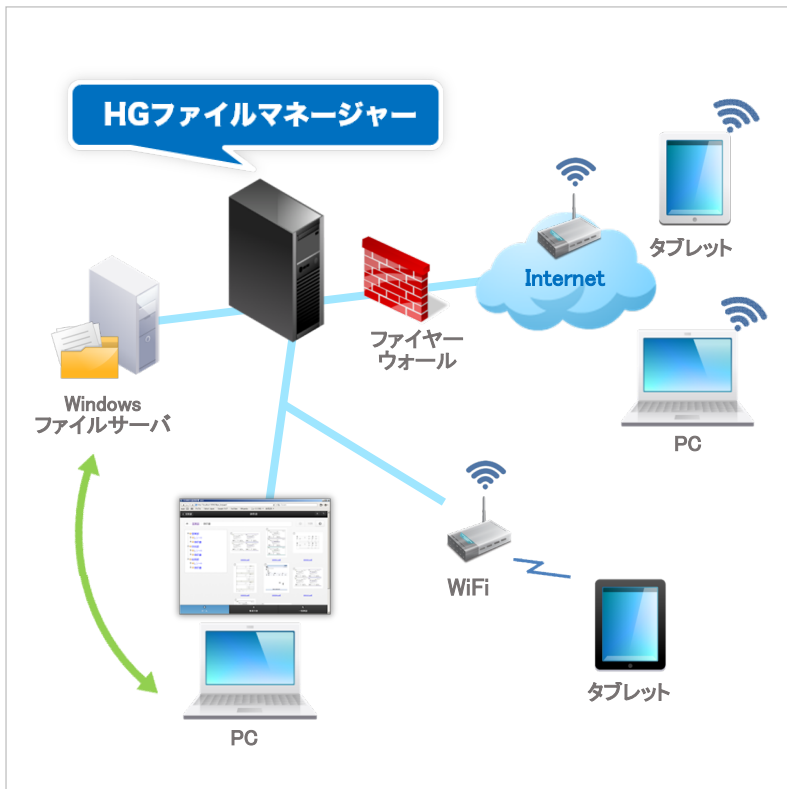 HGファイルマネージャー
タブレット
Internet
ファイヤー
ウォール
Windows
ファイルサーバ
PC
WiFi
タブレット
PC